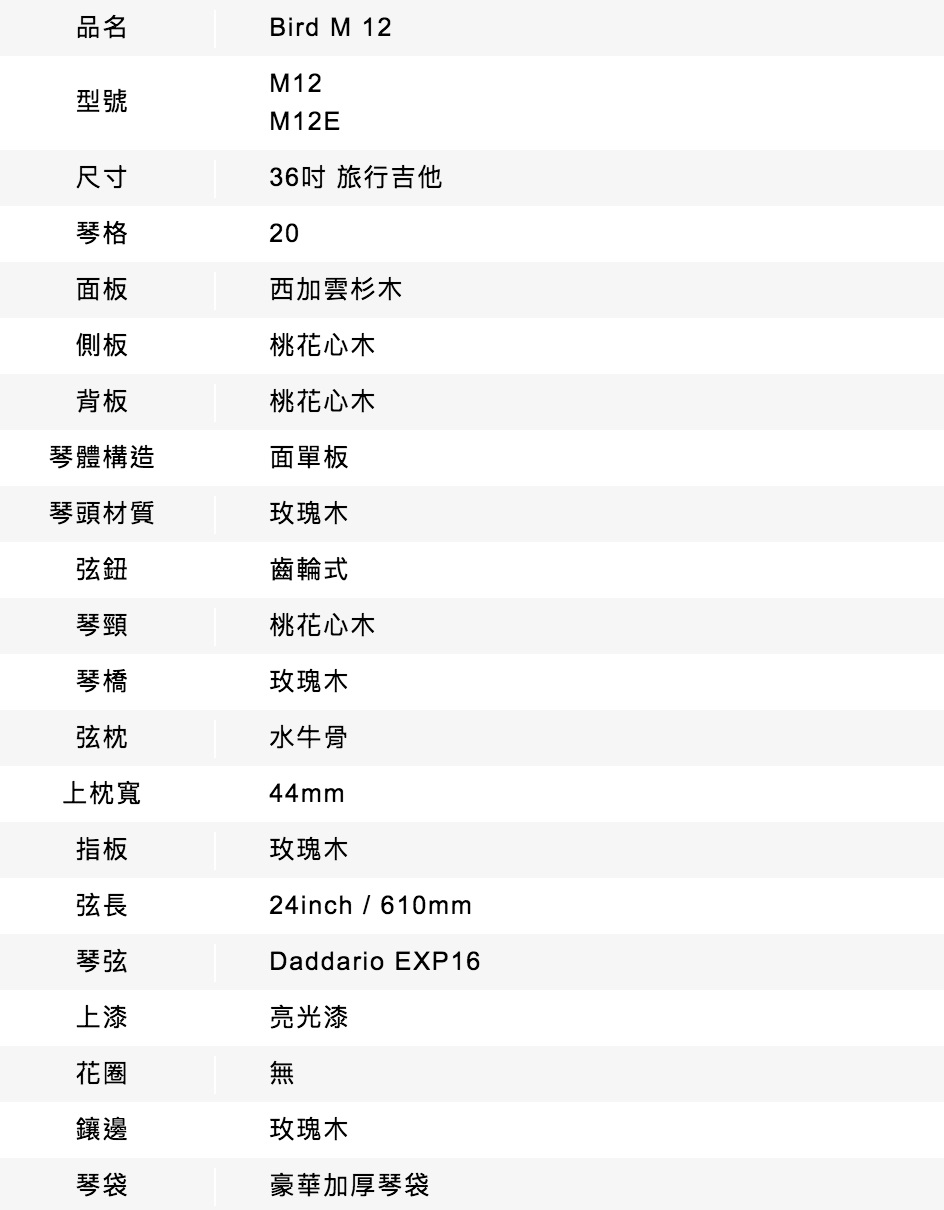 品名 Bird M 12
型號 M12
M12E
尺寸 36吋 旅行吉他
琴格 20
面板 西加雲杉木
側板 桃花心木
背板 桃花心木
琴體構造 面單板
琴頭材質 玫瑰木
弦鈕 齒輪式
琴頸 桃花心木
琴橋 玫瑰木
弦枕 水牛骨
上枕寬 44mm
指板 玫瑰木
弦長 24inch / 610mm
琴弦 Daddario EXP16
上漆 亮光漆
花圈 無
鑲邊 玫瑰木
琴袋 豪華加厚琴袋